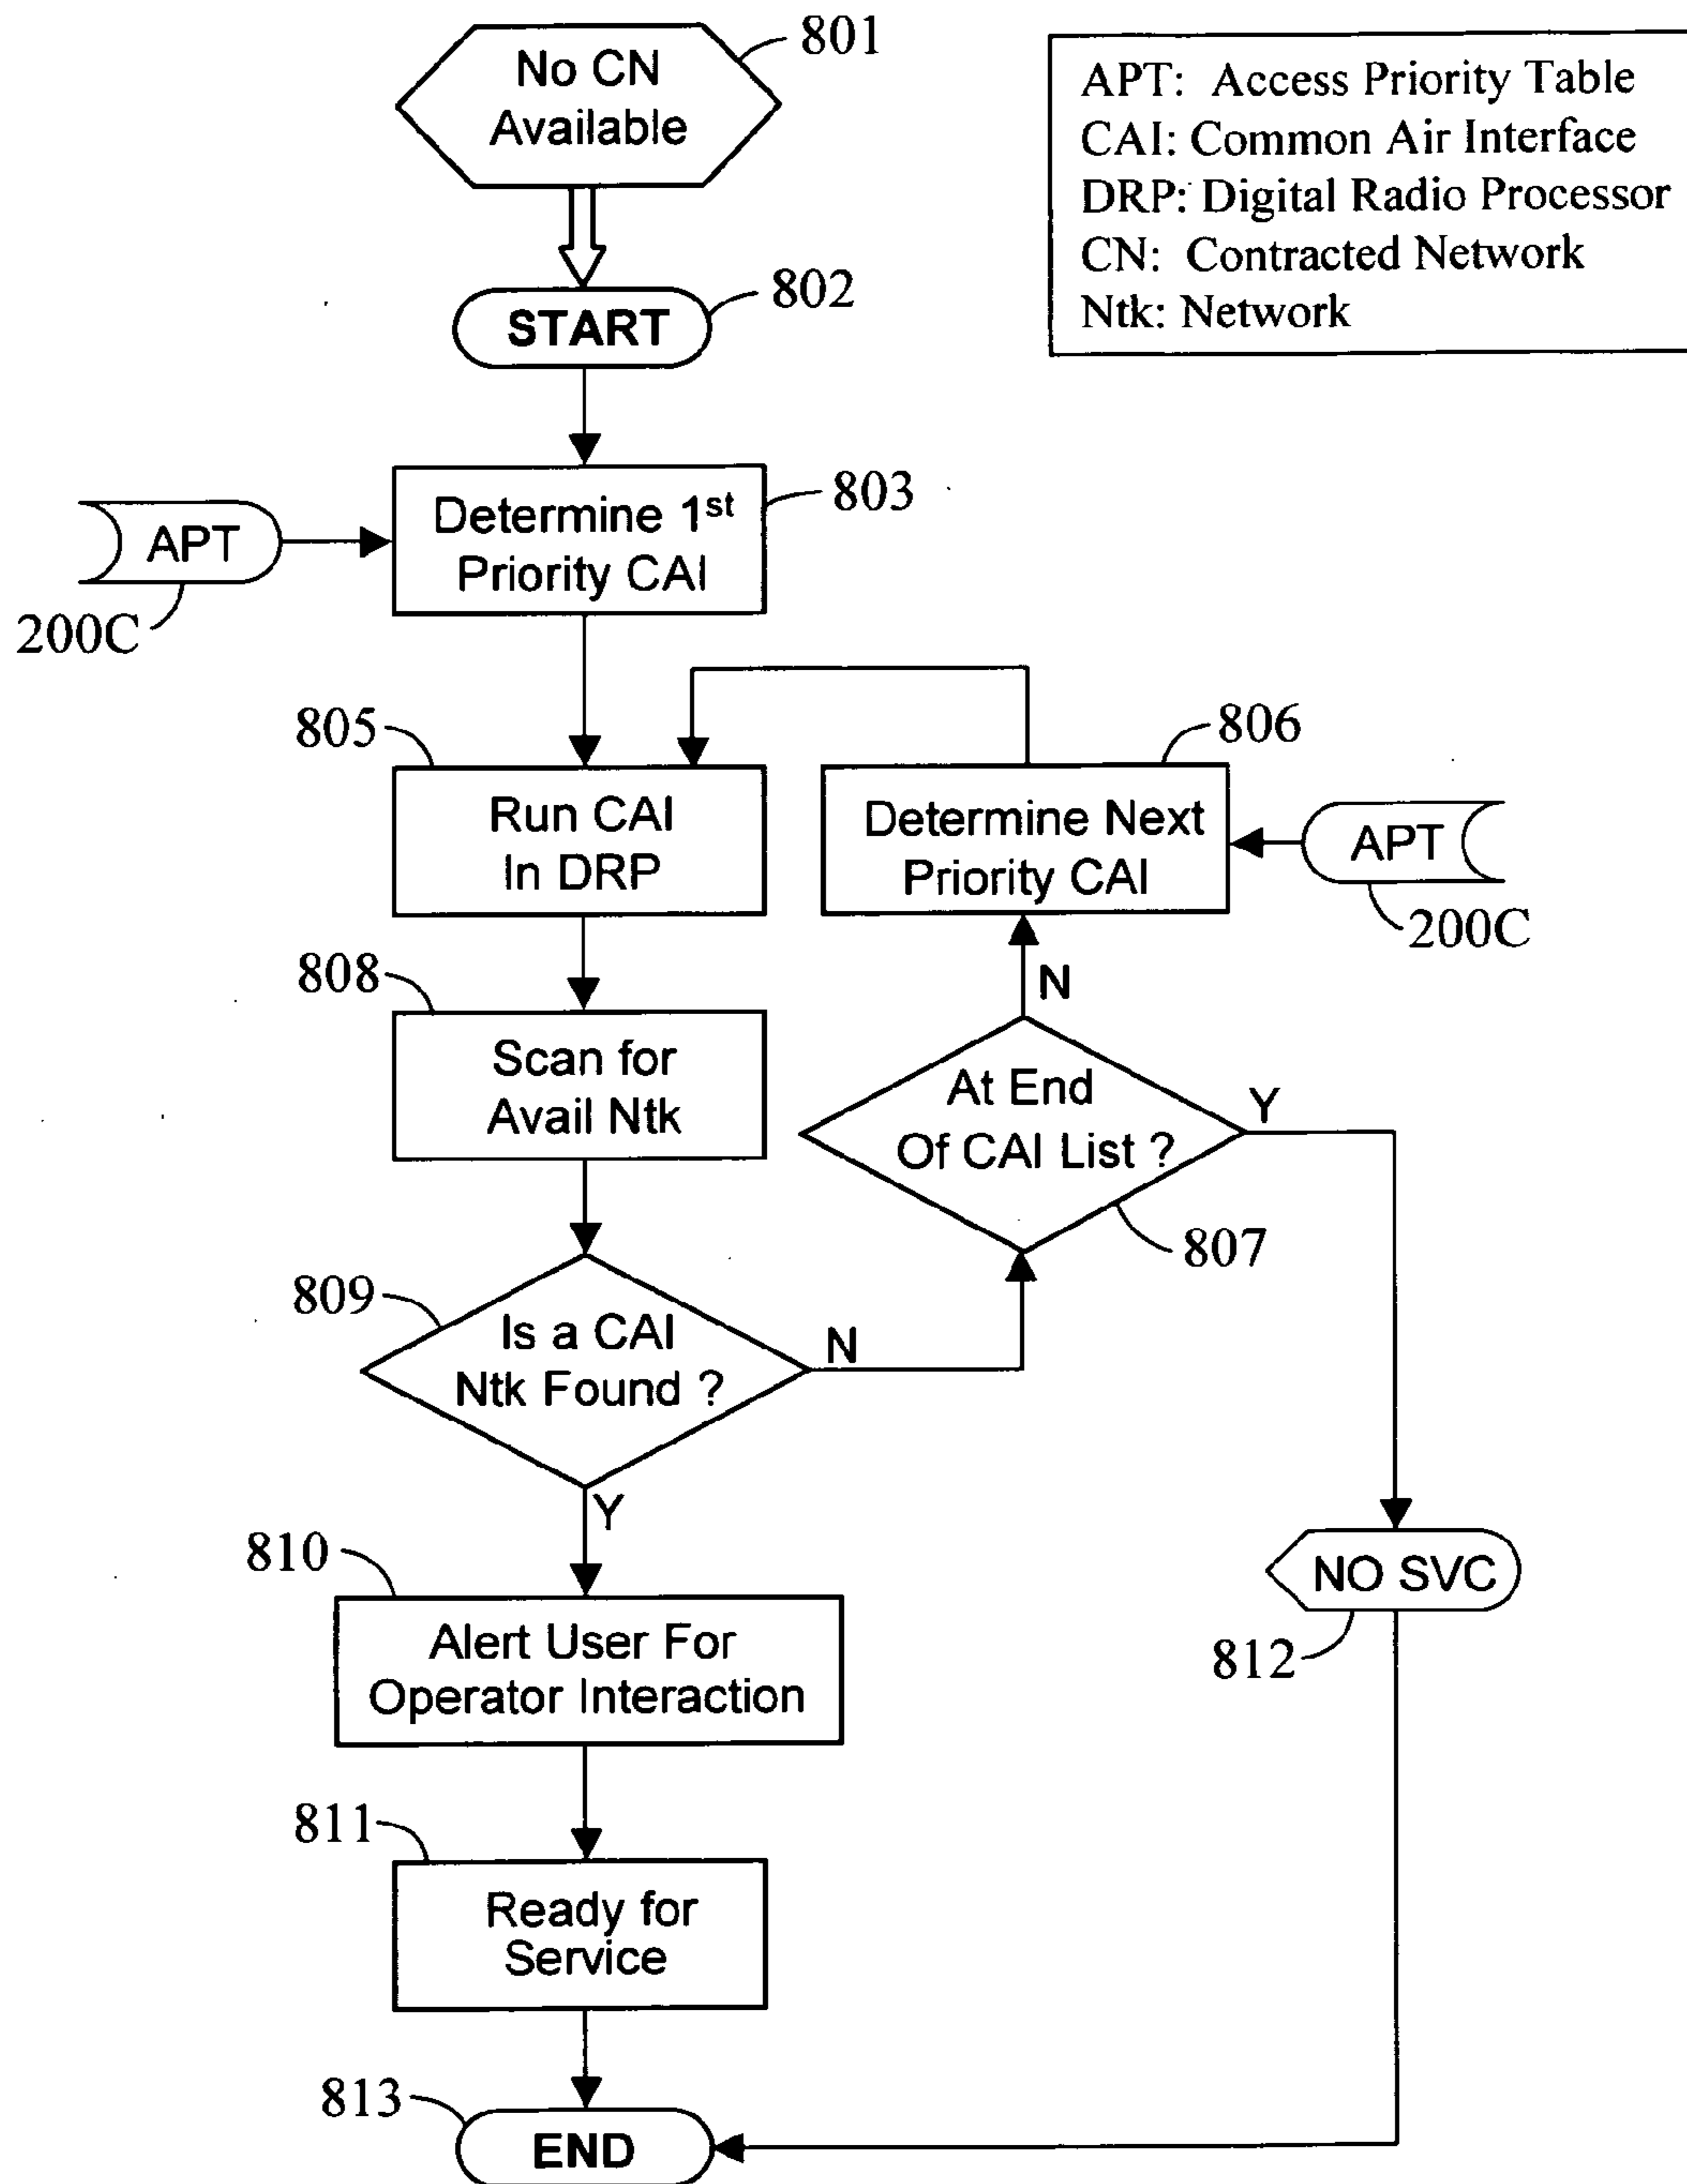 No CN
Available
801
APT: Access Priority Table
CAI: Common Air Interface
DRP: Digital Radio Processor
CN: Contracted Network
Ntk: Network
START
802
Determine 1st
Priority CAI
803
APT
200C
805
Run CAI
In DRP
806
Determine Next
Priority CAI
APT
200C
808
Scan for
Avail Ntk
N
At End
Of CAI List ?
Y
807
809
Is a CAI
Ntk Found ?
N
Y
810
Alert User For
Operator Interaction
NO SVC
812
811
Ready for
Service
813
END